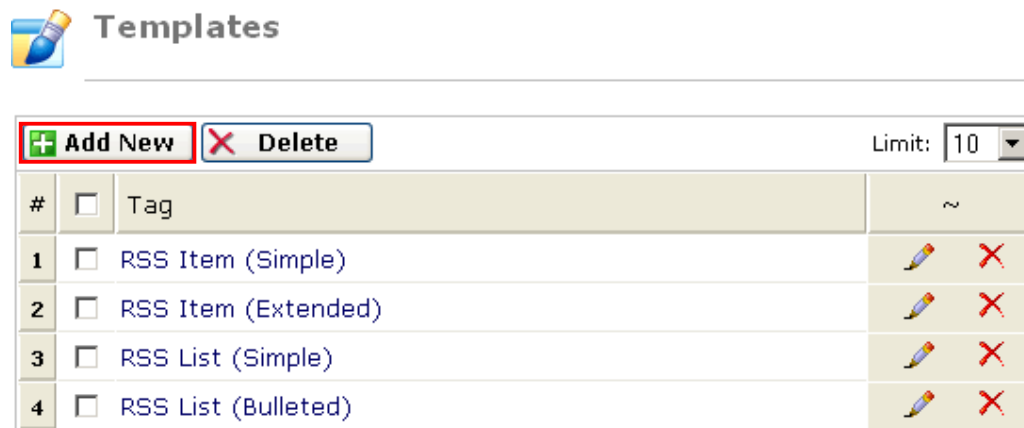 Templates
Add New Delete Limit: 10
# Tag ~
1 RSS Item (Simple)
2 RSS Item (Extended)
3 RSS List (Simple)
4 RSS List (Bulleted)